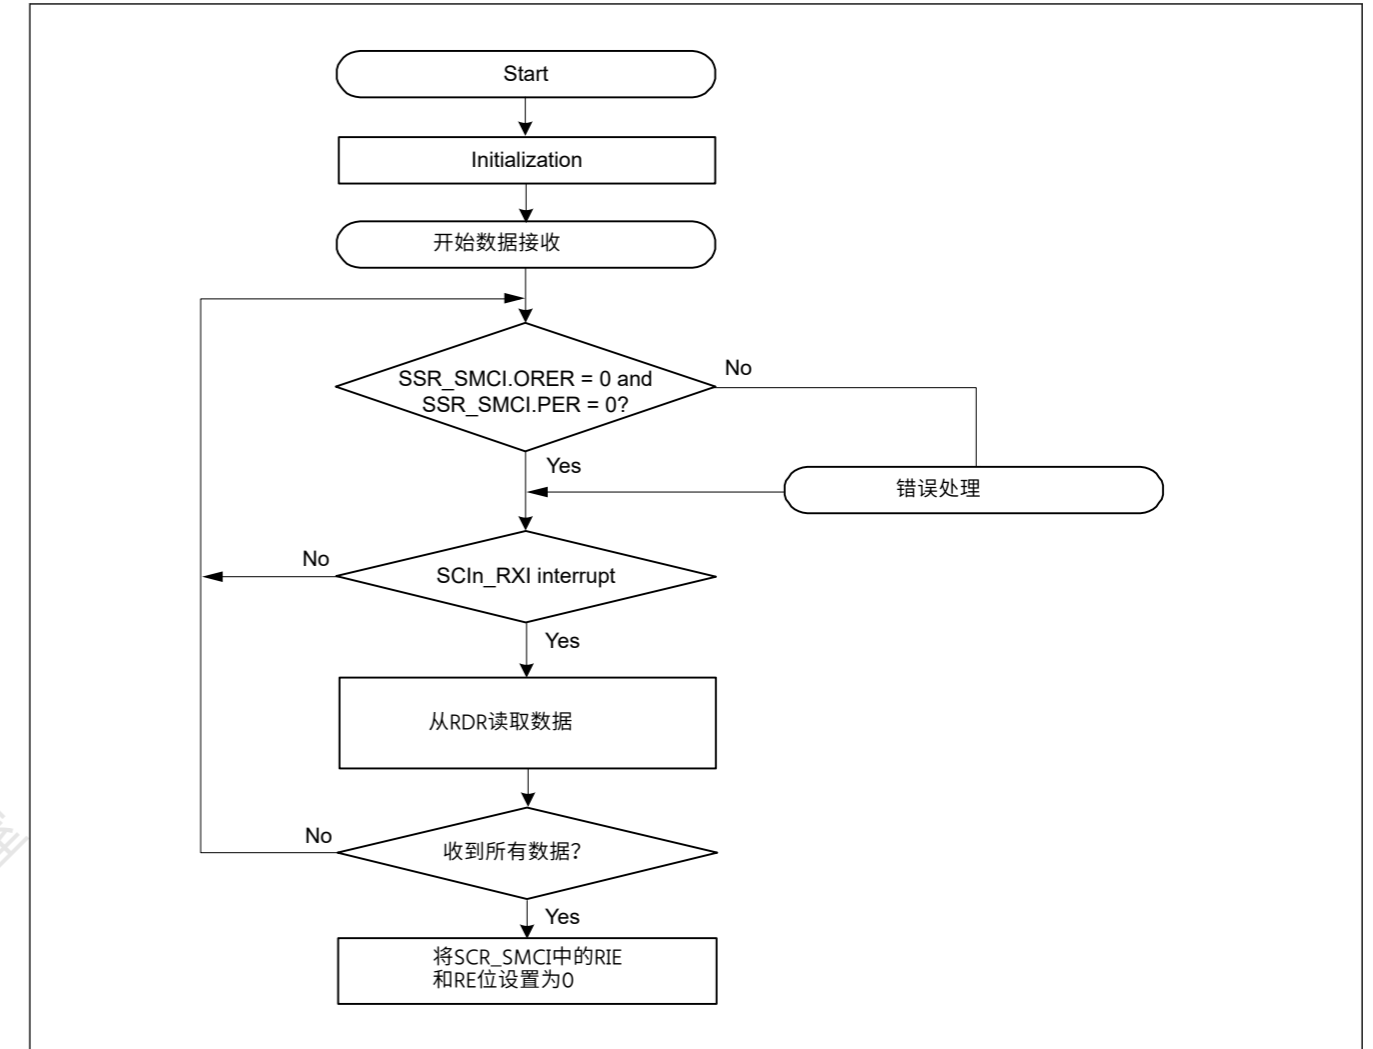 Start
Initialization
开始数据接收
SSR_SMCI.ORER = 0 and
SSR_SMCI.PER = 0?
No
Yes
错误处理
No
SCIn_RXI interrupt
Yes
从RDR读取数据
No
收到所有数据?
Yes
将SCR_SMCI中的RIE
和RE位设置为0